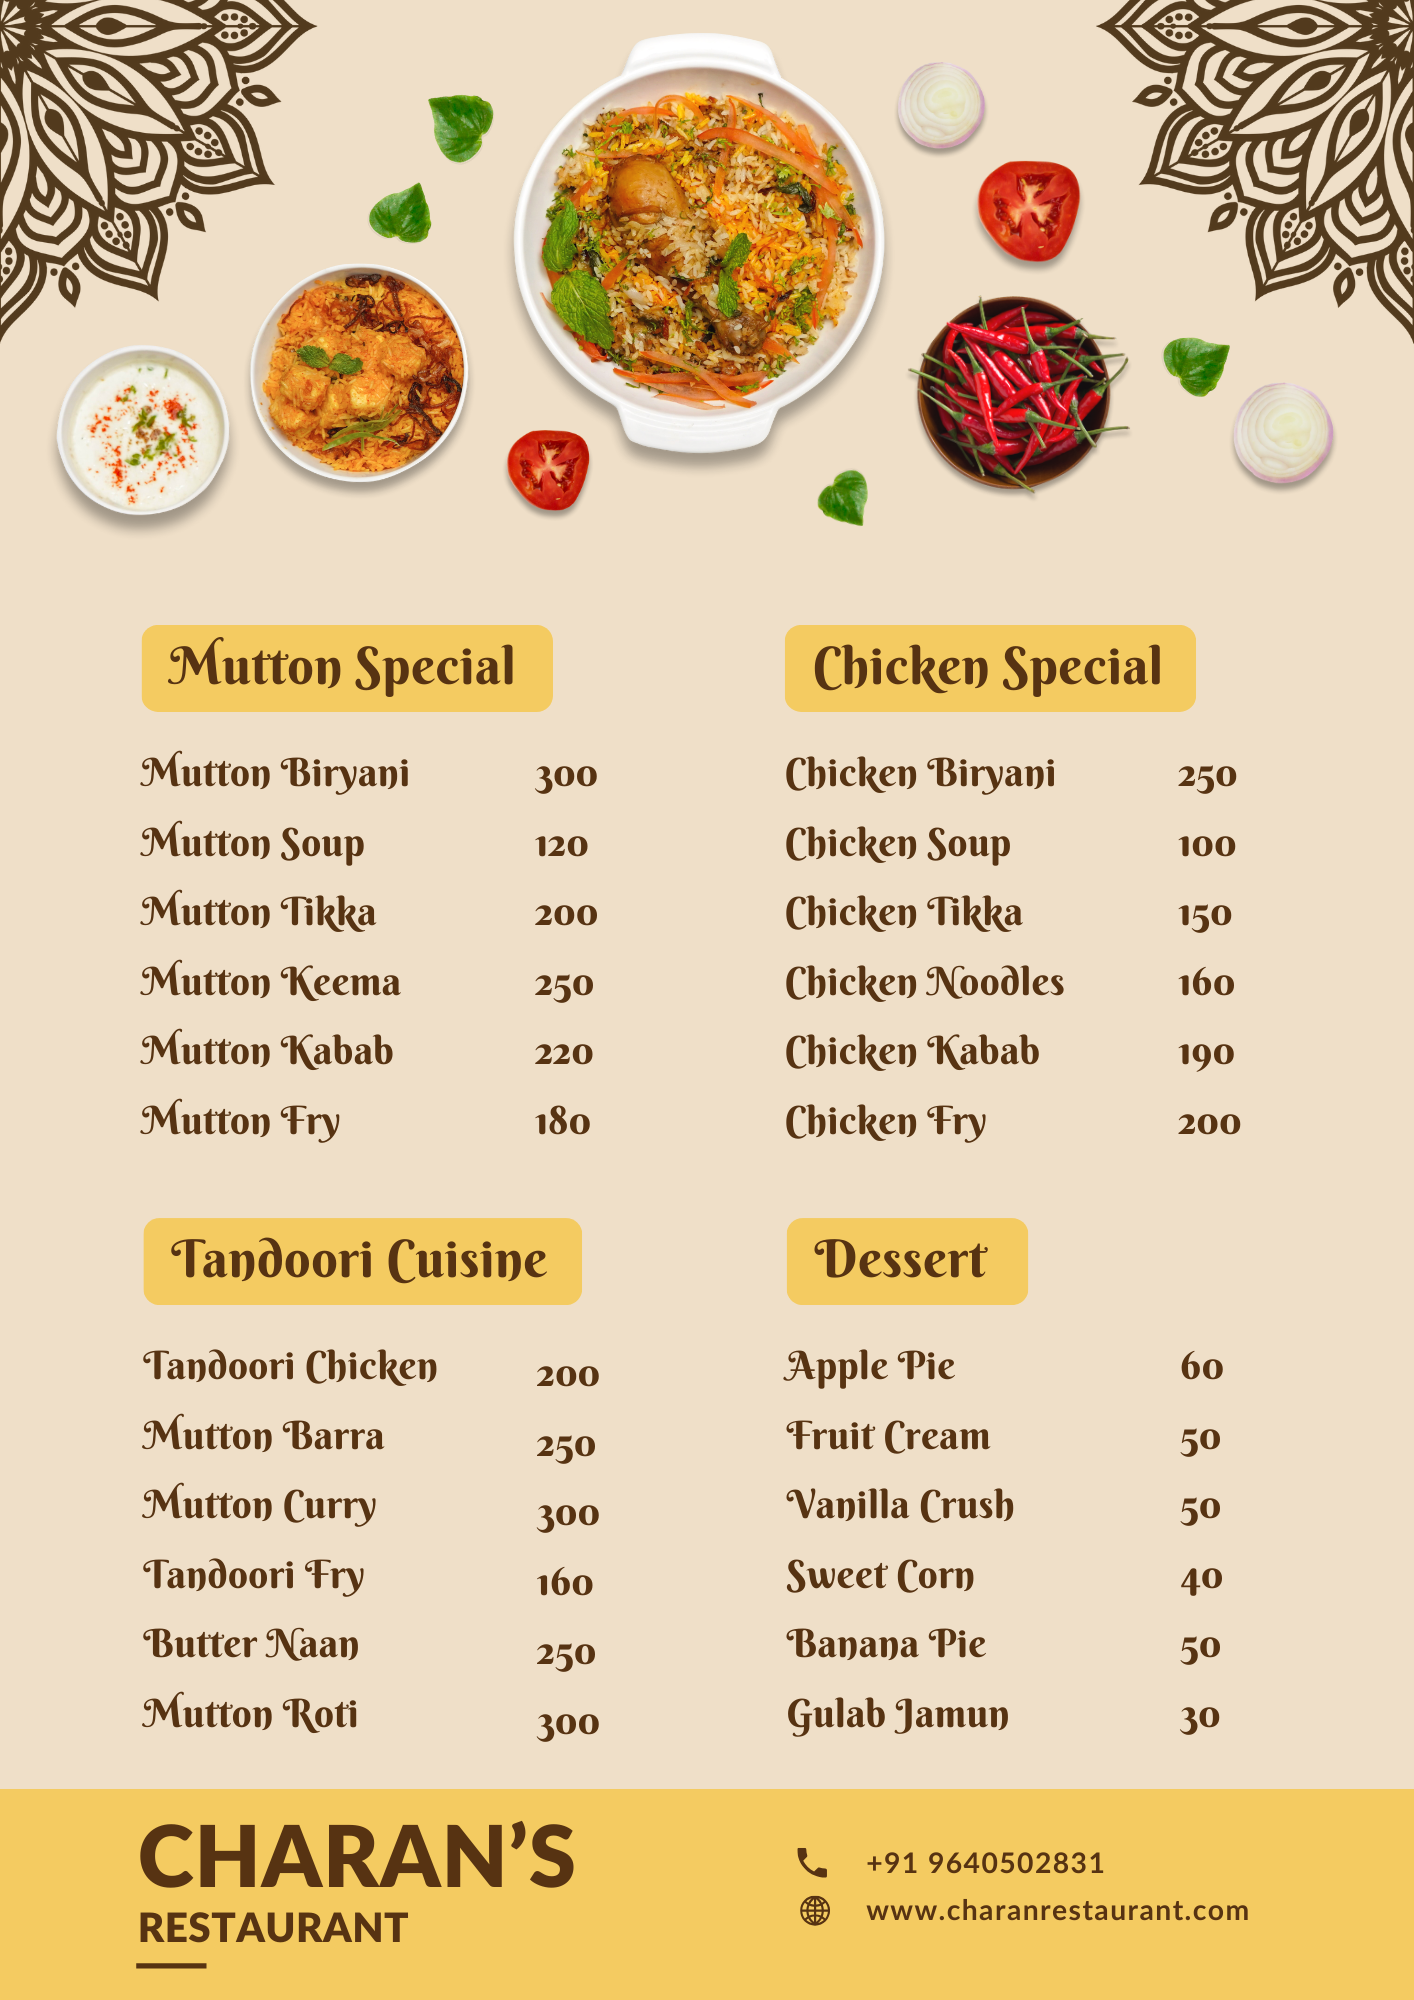 Mutton Special
Mutton Biryani 300
Mutton Soup 120
Mutton Tikka 200
Mutton Keema 250
Mutton Kabab 220
Mutton Fry 180
Chicken Special
Chicken Biryani 250
Chicken Soup 100
Chicken Tikka 150
Chicken Noodles 160
Chicken Kabab 190
Chicken Fry 200
Tandoori Cuisine
Tandoori Chicken 200
Mutton Barra 250
Mutton Curry 300
Tandoori Fry 160
Butter Naan 250
Mutton Roti 300
Dessert
Apple Pie 60
Fruit Cream 50
Vanilla Crush 50
Sweet Corn 40
Banana Pie 50
Gulab Jamun 30
CHARAN’S
RESTAURANT
+91 9640502831
www.charanrestaurant.com